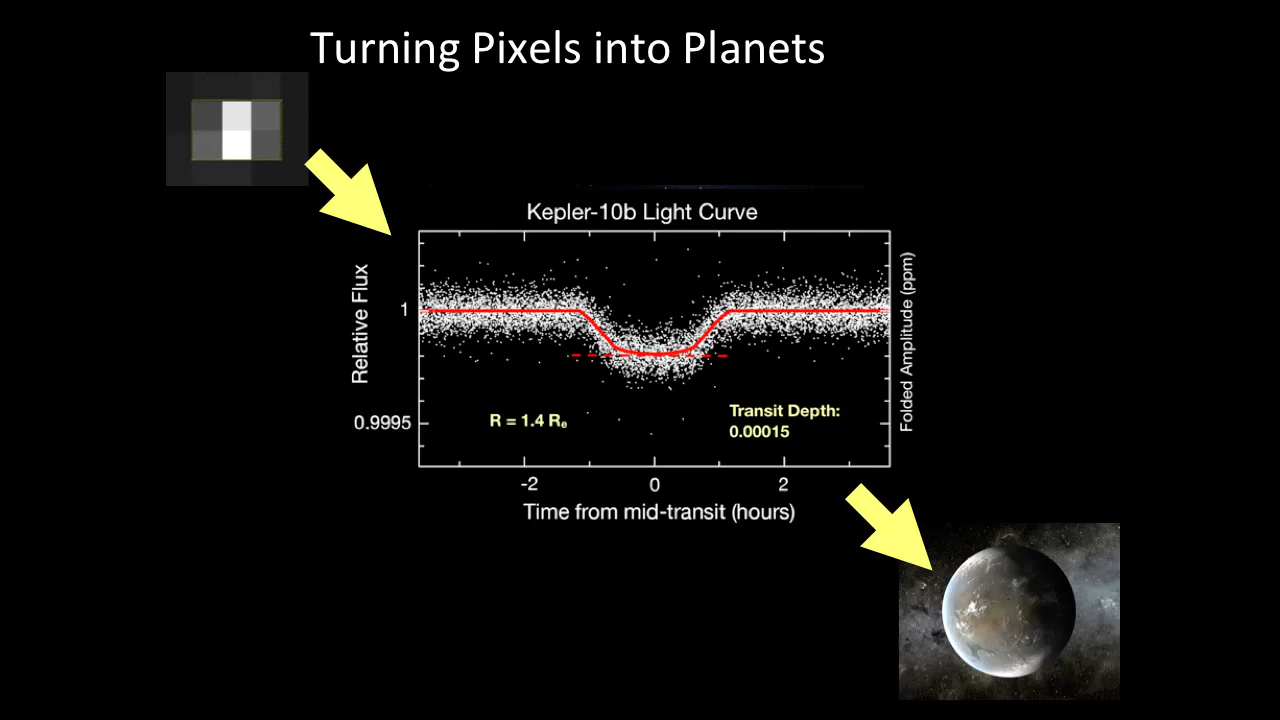 Turning Pixels into Planets
Kepler-10b Light Curve
Relative Flux
1
0.9995
R = 1.4 Rₑ
Transit Depth:
0.00015
Folded Amplitude (ppm)
-2 0 2
Time from mid-transit (hours)